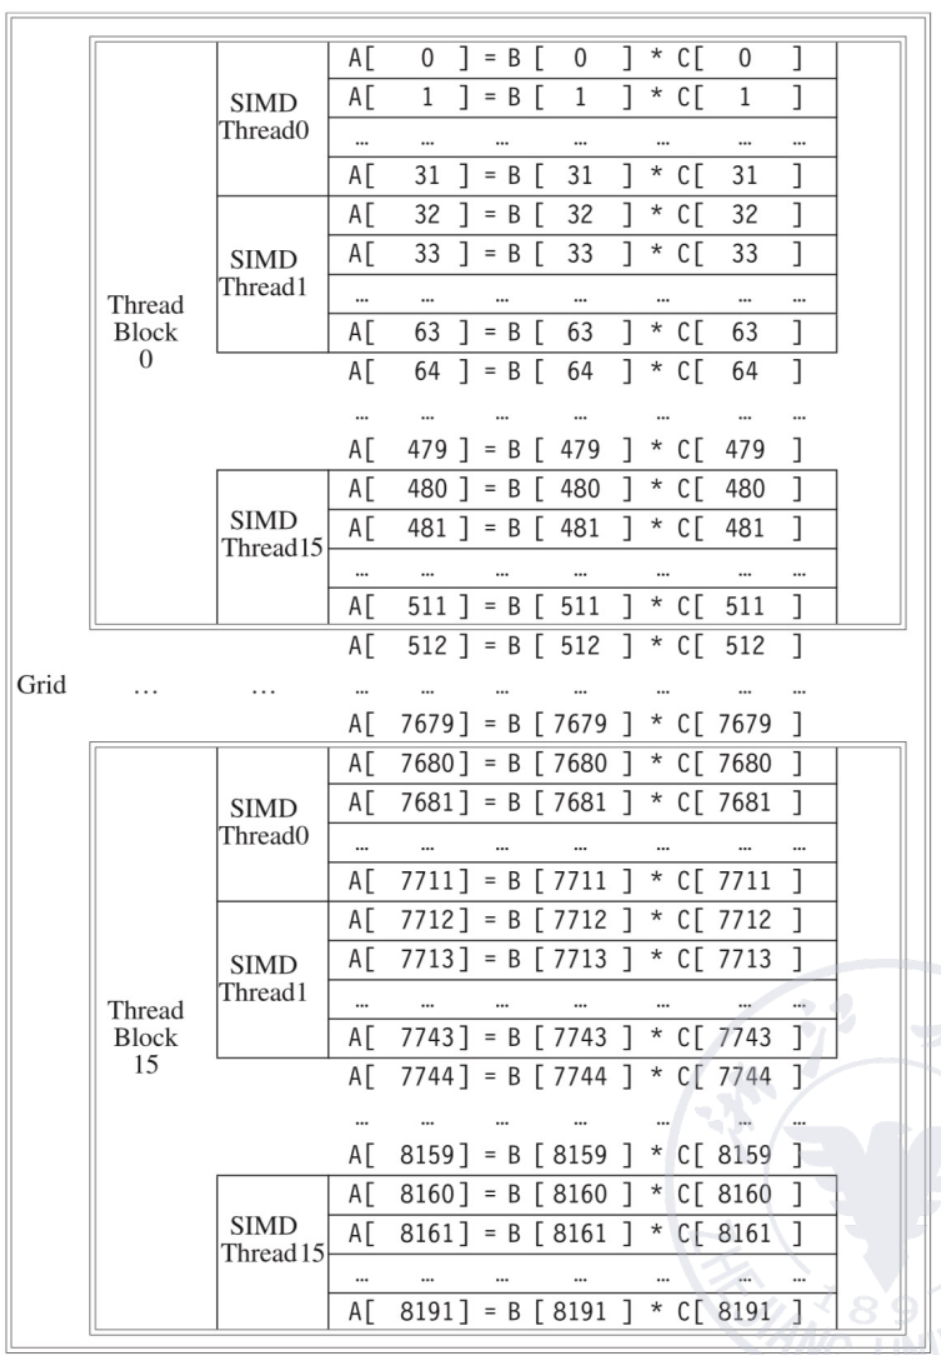 A[ 0 ] = B [ 0 ] * C[ 0 ]
SIMD Thread0
A[ 1 ] = B [ 1 ] * C[ 1 ]
… … … … … … …
A[ 31 ] = B [ 31 ] * C[ 31 ]
A[ 32 ] = B [ 32 ] * C[ 32 ]
SIMD Thread1
A[ 33 ] = B [ 33 ] * C[ 33 ]
… … … … … … …
Thread Block 0
A[ 63 ] = B [ 63 ] * C[ 63 ]
A[ 64 ] = B [ 64 ] * C[ 64 ]
… … … … … … …
A[ 479 ] = B [ 479 ] * C[ 479 ]
A[ 480 ] = B [ 480 ] * C[ 480 ]
SIMD Thread15
A[ 481 ] = B [ 481 ] * C[ 481 ]
… … … … … … …
A[ 511 ] = B [ 511 ] * C[ 511 ]
A[ 512 ] = B [ 512 ] * C[ 512 ]
Grid … … … … … … … … …
A[ 7679] = B [ 7679 ] * C[ 7679 ]
A[ 7680] = B [ 7680 ] * C[ 7680 ]
SIMD Thread0
A[ 7681] = B [ 7681 ] * C[ 7681 ]
… … … … … … …
A[ 7711] = B [ 7711 ] * C[ 7711 ]
A[ 7712] = B [ 7712 ] * C[ 7712 ]
SIMD Thread1
A[ 7713] = B [ 7713 ] * C[ 7713 ]
… … … … … … …
Thread Block 15
A[ 7743] = B [ 7743 ] * C[ 7743 ]
A[ 7744] = B [ 7744 ] * C[ 7744 ]
… … … … … … …
A[ 8159] = B [ 8159 ] * C[ 8159 ]
A[ 8160] = B [ 8160 ] * C[ 8160 ]
SIMD Thread15
A[ 8161] = B [ 8161 ] * C[ 8161 ]
… … … … … … …
A[ 8191] = B [ 8191 ] * C[ 8191 ]